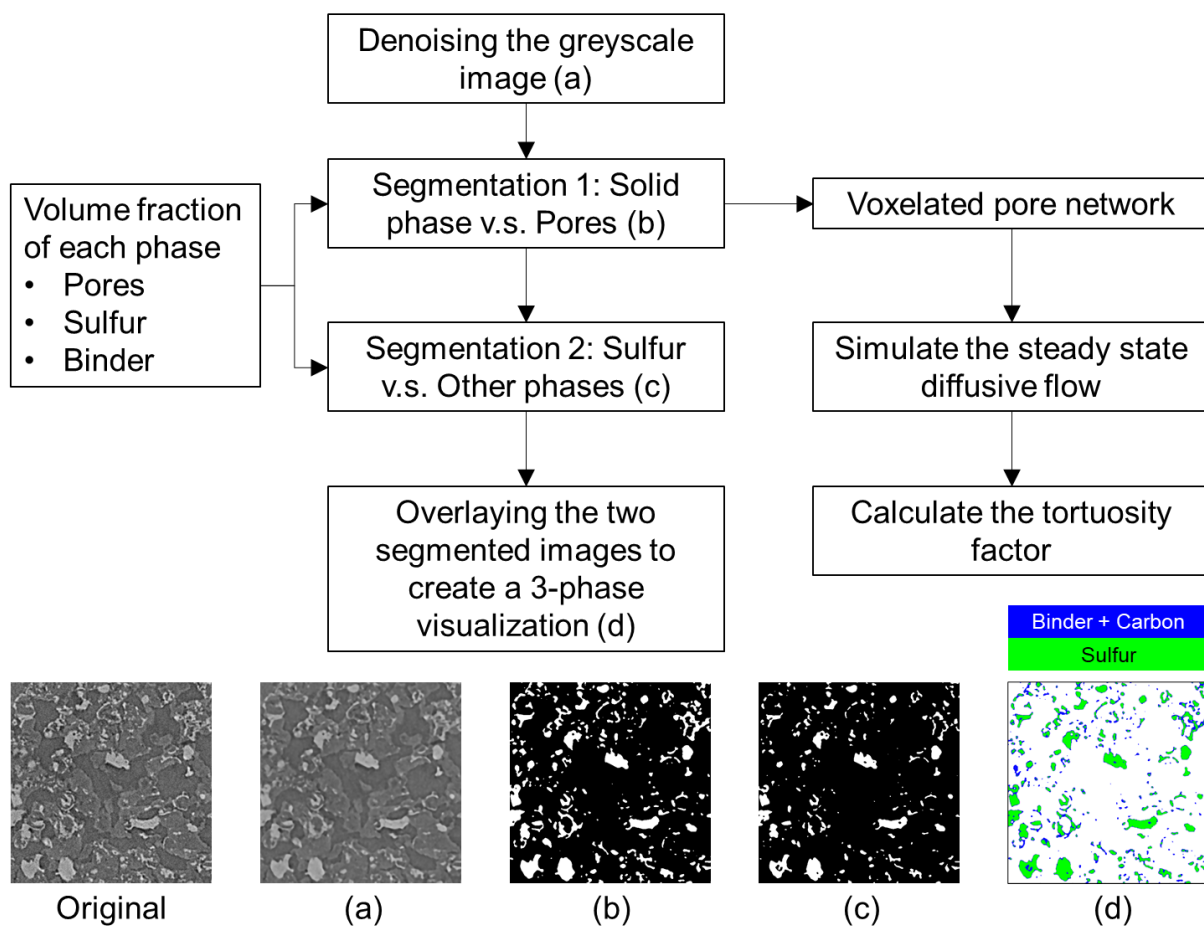 Denoising the greyscale
image (a)
Volume fraction
of each phase
• Pores
• Sulfur
• Binder
Segmentation 1: Solid
phase v.s. Pores (b)
Voxelated pore network
Segmentation 2: Sulfur
v.s. Other phases (c)
Simulate the steady state
diffusive flow
Overlaying the two
segmented images to
create a 3-phase
visualization (d)
Calculate the tortuosity
factor
Binder + Carbon
Sulfur
Original
(a)
(b)
(c)
(d)